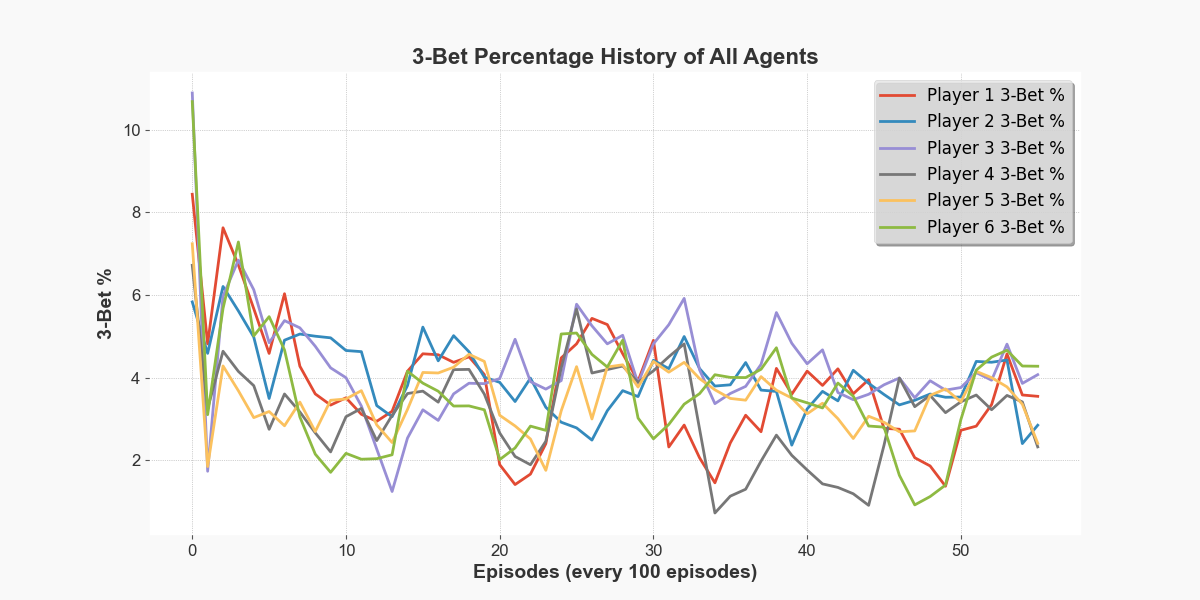 3-Bet Percentage History of All Agents
Player 1 3-Bet %
Player 2 3-Bet %
Player 3 3-Bet %
Player 4 3-Bet %
Player 5 3-Bet %
Player 6 3-Bet %
3-Bet %
10
8
6
4
2
0 10 20 30 40 50
Episodes (every 100 episodes)